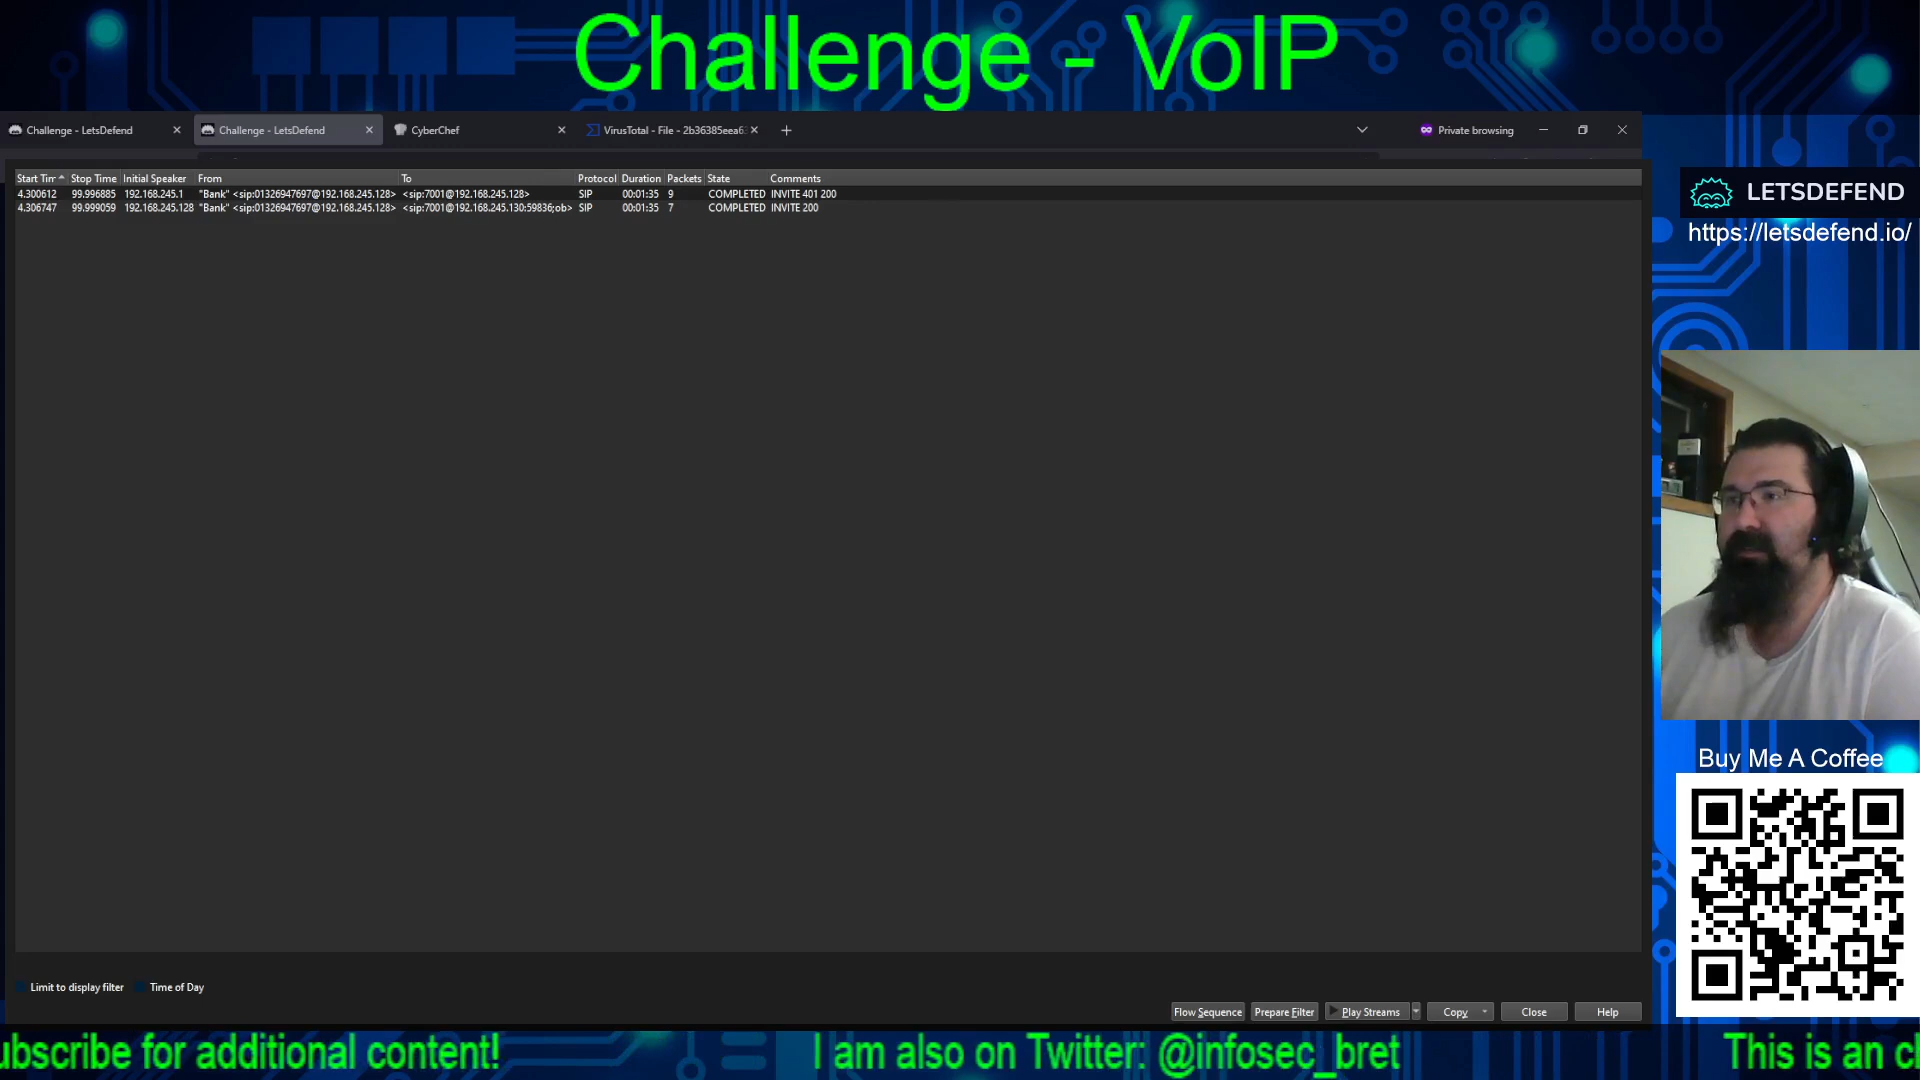 Challenge - VoIP
Challenge - LetsDefend
Challenge - LetsDefend
CyberChef
VirusTotal - File - 2b36385eea6
Private browsing
Start Tim Stop Time Initial Speaker From To Protocol Duration Packets State Comments
4.300612 99.996885 192.168.245.1 "Bank" <sip:01326947697@192.168.245.128> <sip:7001@192.168.245.128> SIP 00:01:35 9 COMPLETED INVITE 401 200
4.306747 99.999059 192.168.245.128 "Bank" <sip:01326947697@192.168.245.128> <sip:7001@192.168.245.130:59836;ob> SIP 00:01:35 7 COMPLETED INVITE 200
LETSDEFEND
https://letsdefend.io/
Buy Me A Coffee
Limit to display filter Time of Day
Flow Sequence Prepare Filter Play Streams Copy Close Help
ubscribe for additional content! I am also on Twitter: @infosec_bret This is an c